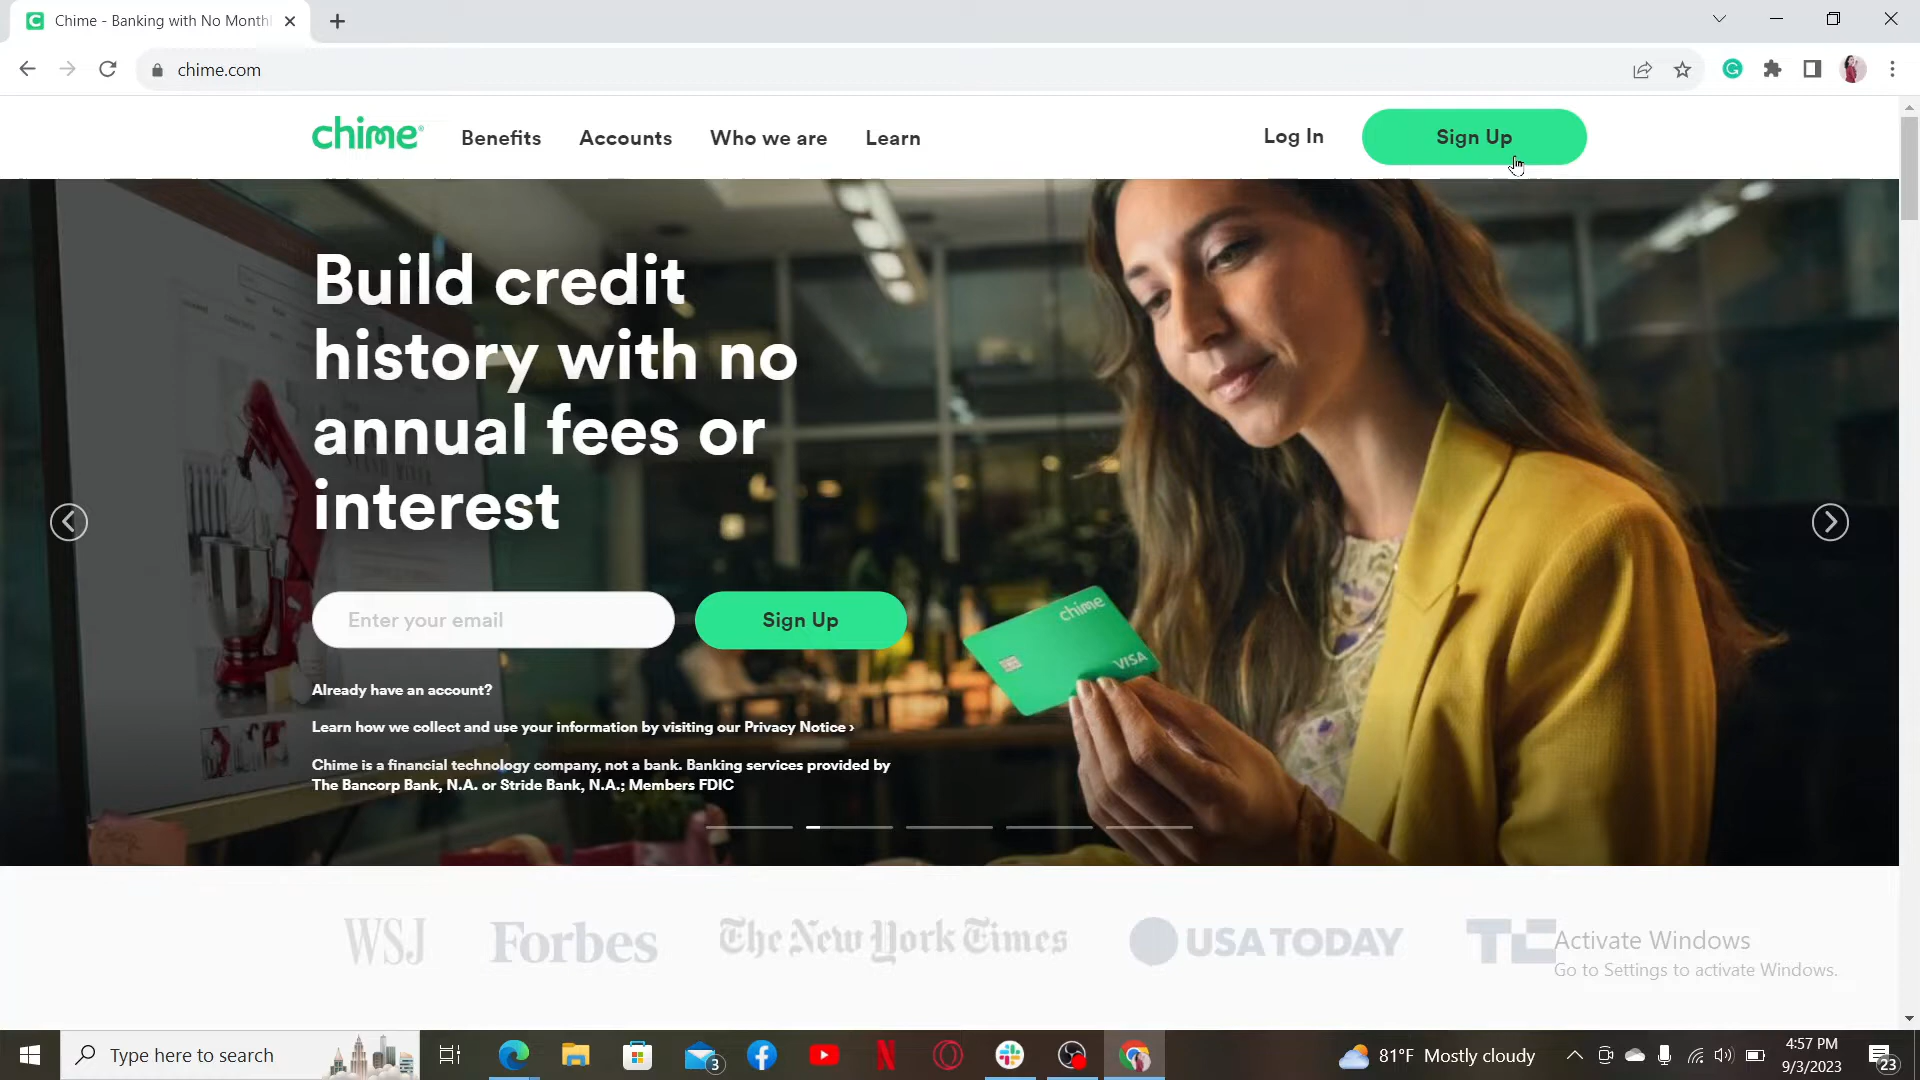 Chime - Banking with No Month
chime.com
chime
Benefits
Accounts
Who we are
Learn
Log In
Sign Up
Build credit
history with no
annual fees or
interest
Enter your email
Sign Up
chime
VISA
Already have an account?
Learn how we collect and use your information by visiting our Privacy Notice ›
Chime is a financial technology company, not a bank. Banking services provided by
The Bancorp Bank, N.A. or Stride Bank, N.A.; Members FDIC
WSJ
Forbes
The New York Times
USA TODAY
TC
Activate Windows
Go to Settings to activate Windows.
Type here to search
3
81°F Mostly cloudy
4:57 PM
9/3/2023
23